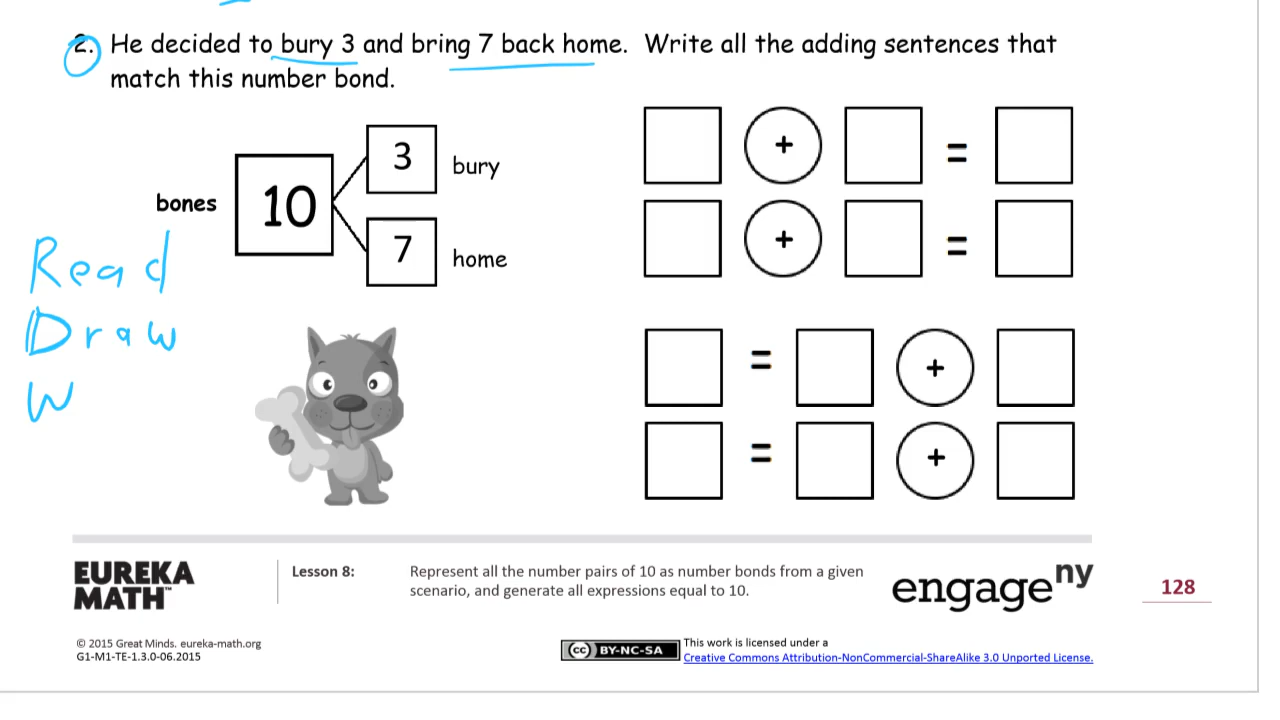 2. He decided to bury 3 and bring 7 back home. Write all the adding sentences that
match this number bond.
bones
10
3
bury
7
home
+ =
+ =
= +
= +
Read
Draw
W
EUREKA
MATH™
Lesson 8:
Represent all the number pairs of 10 as number bonds from a given
scenario, and generate all expressions equal to 10.
engageny
128
© 2015 Great Minds. eureka-math.org
G1-M1-TE-1.3.0-06.2015
cc BY-NC-SA
This work is licensed under a
Creative Commons Attribution-NonCommercial-ShareAlike 3.0 Unported License.